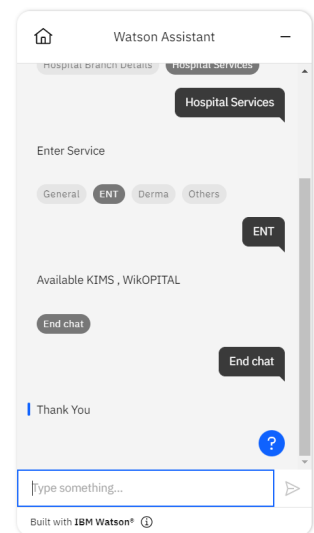 Watson Assistant
Hospital Branch Details Hospital Services
Hospital Services
Enter Service
General ENT Derma Others
ENT
Available KIMS , WikOPITAL
End chat
End chat
Thank You
?
Type something...
Built with IBM Watson® i